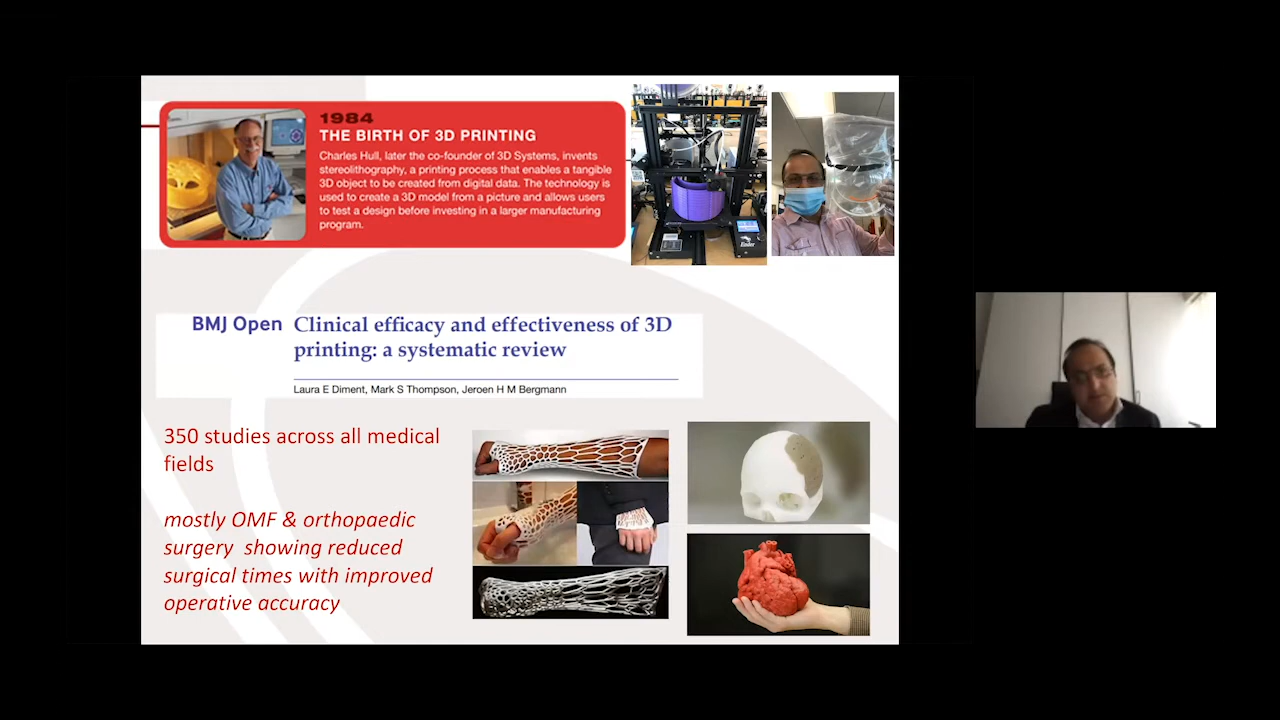 1984
THE BIRTH OF 3D PRINTING
Charles Hull, later the co-founder of 3D Systems, invents
stereolithography, a printing process that enables a tangible
3D object to be created from digital data. The technology is
used to create a 3D model from a picture and allows users
to test a design before investing in a larger manufacturing
program.
Ender
BMJ Open
Clinical efficacy and effectiveness of 3D
printing: a systematic review
Laura E Diment, Mark S Thompson, Jeroen H M Bergmann
350 studies across all medical
fields
mostly OMF & orthopaedic
surgery showing reduced
surgical times with improved
operative accuracy